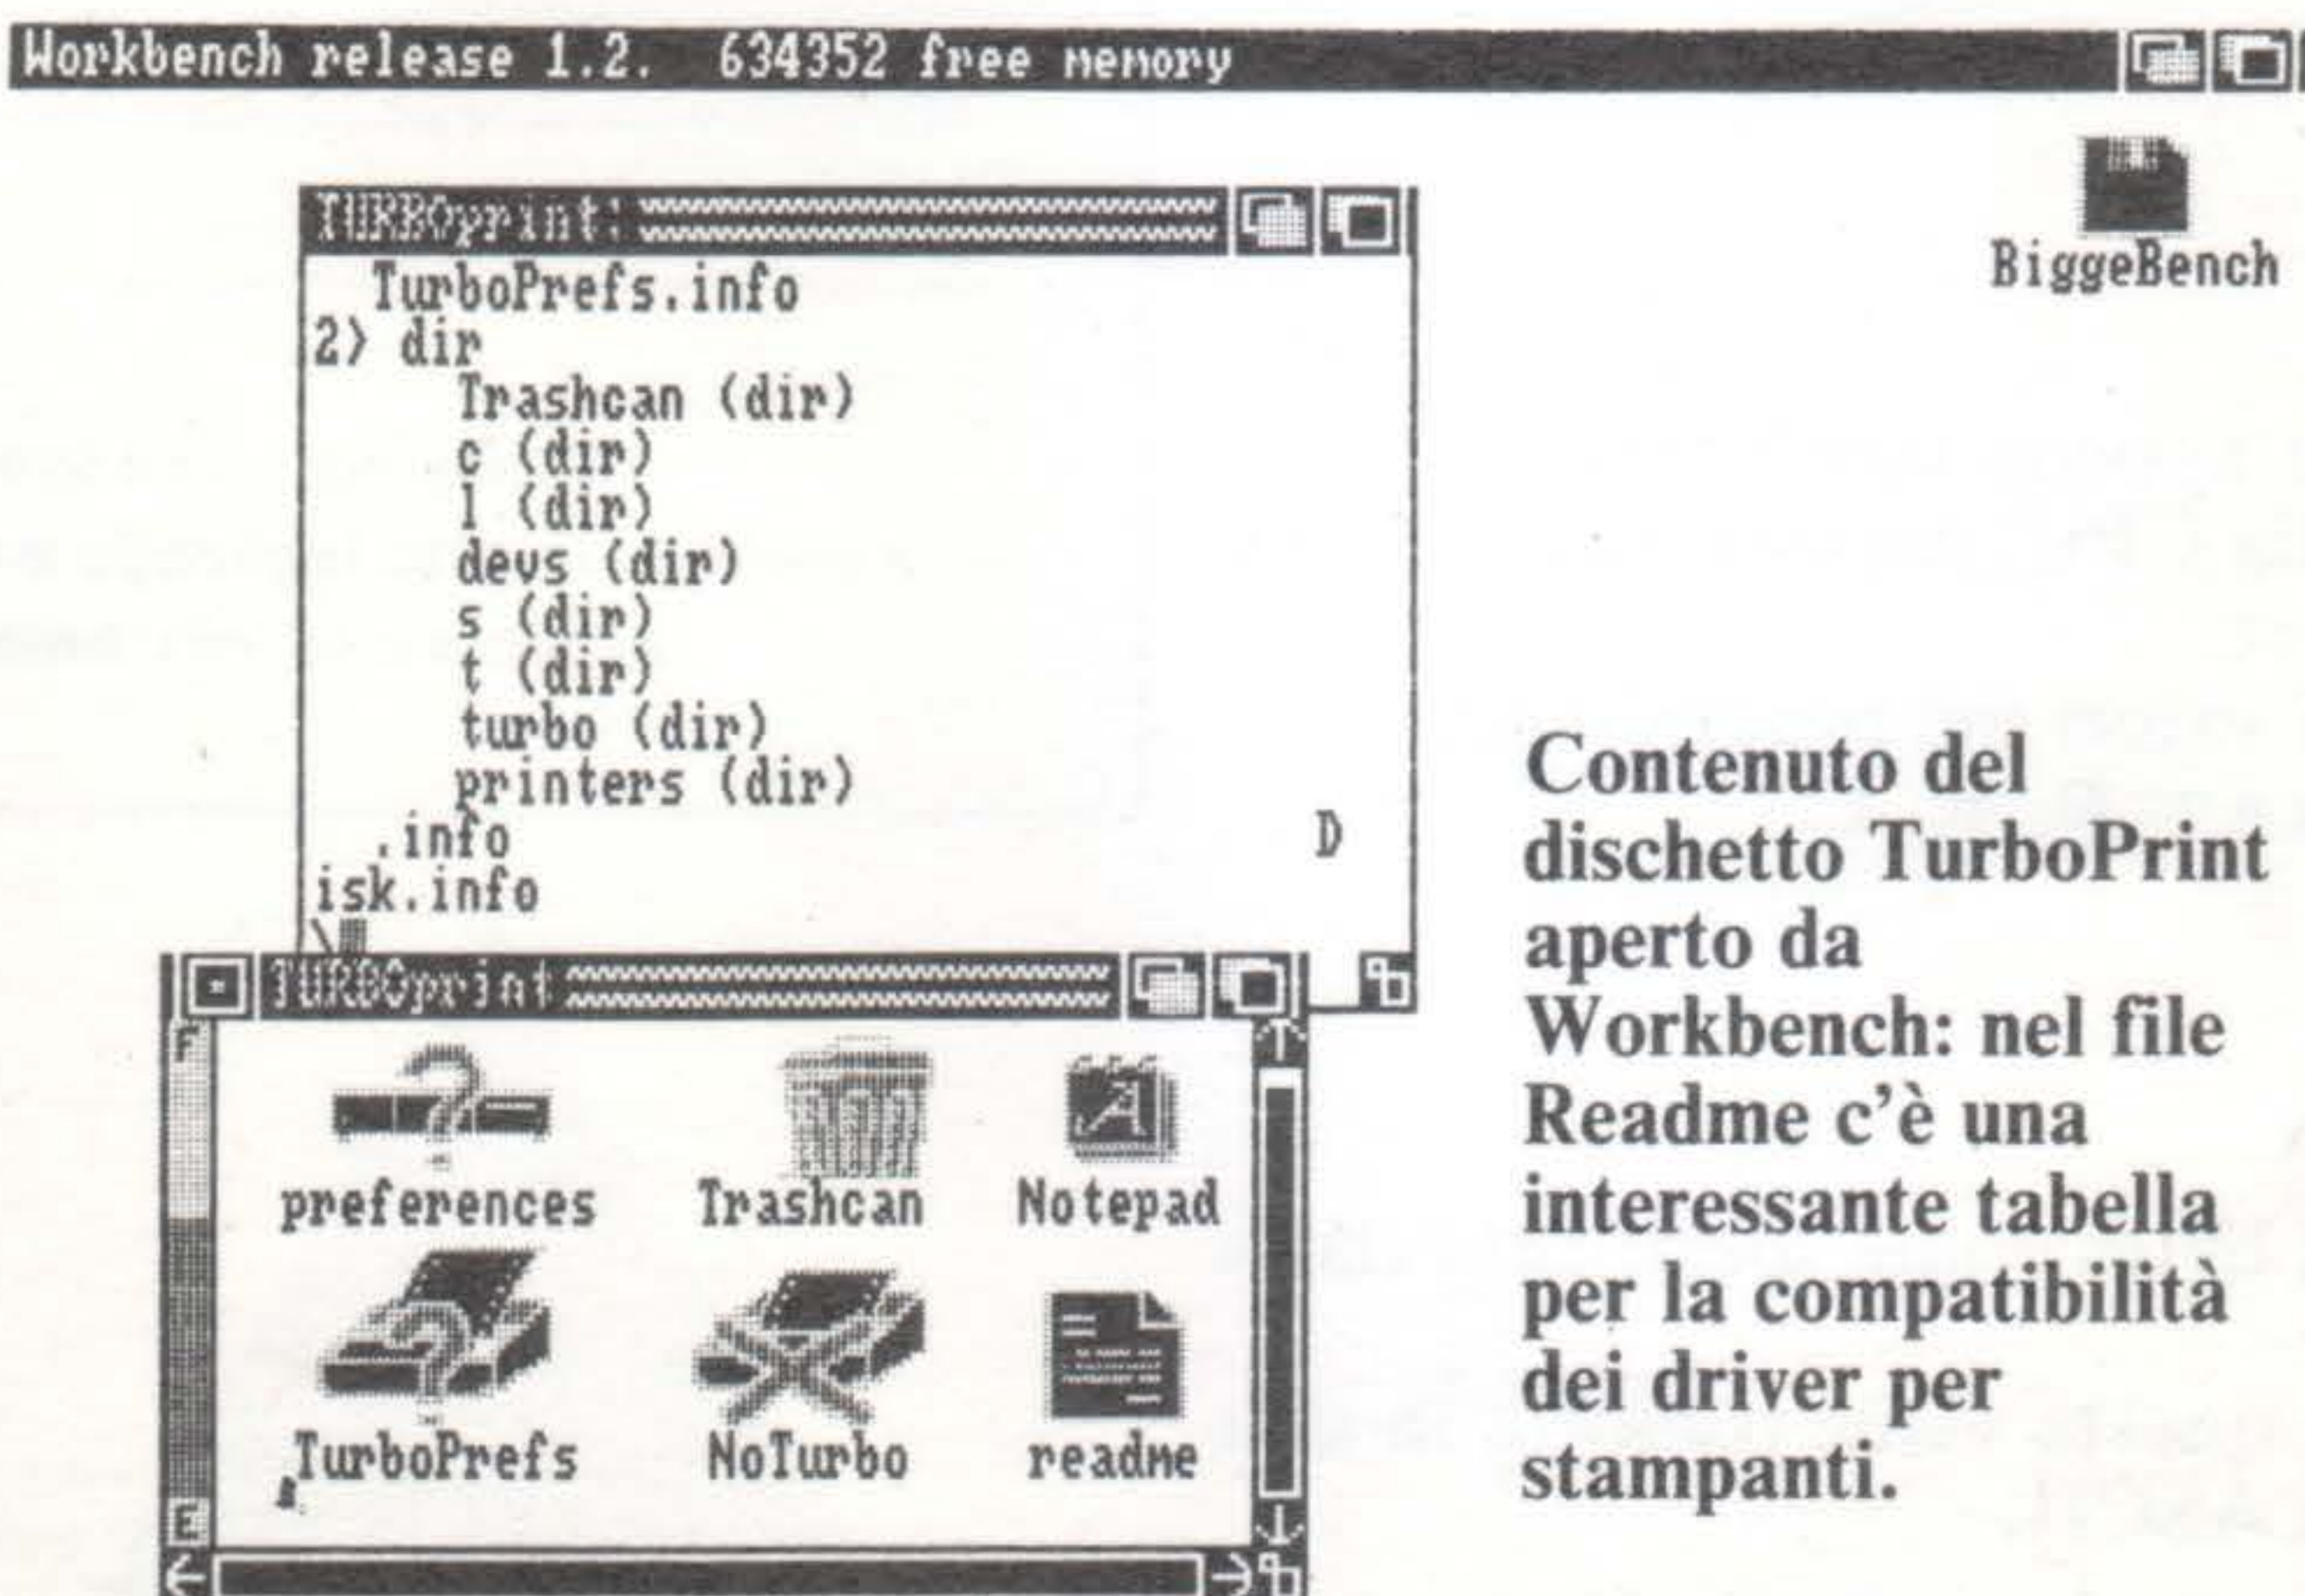 Workbench release 1.2.  634352 free memory
BiggeBench
TURBOprint:
TurboPrefs.info
2> dir
Trashcan (dir)
c (dir)
l (dir)
devs (dir)
s (dir)
t (dir)
turbo (dir)
printers (dir)
.info D
isk.info
\
TURBOprint
F
preferences Trashcan Notepad
TurboPrefs NoTurbo readme
E
Contenuto del
dischetto TurboPrint
aperto da
Workbench: nel file
Readme c'è una
interessante tabella
per la compatibilità
dei driver per
stampanti.